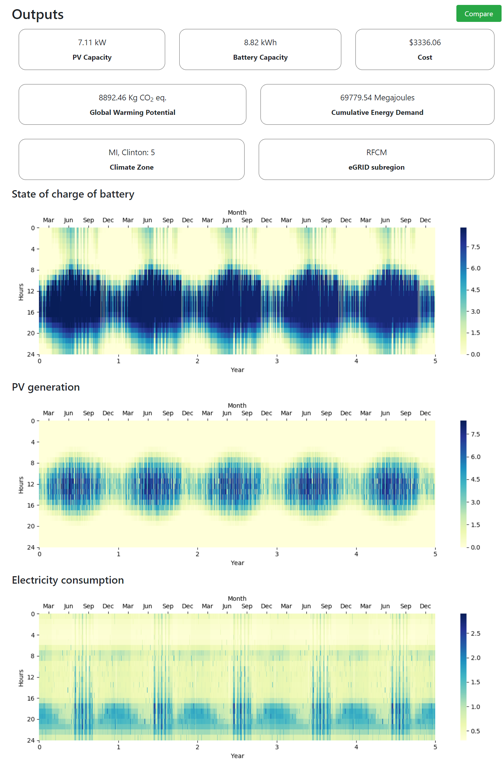 Outputs
Compare
7.11 kW
PV Capacity
8.82 kWh
Battery Capacity
$3336.06
Cost
8892.46 Kg CO2 eq.
Global Warming Potential
69779.54 Megajoules
Cumulative Energy Demand
MI, Clinton: 5
Climate Zone
RFCM
eGRID subregion
State of charge of battery
Month
Mar Jun Sep Dec Mar Jun Sep Dec Mar Jun Sep Dec Mar Jun Sep Dec Mar Jun Sep Dec
0
4
8
12
16
20
24
Hours
0 1 2 3 4 5
Year
7.5
6.0
4.5
3.0
1.5
0.0
PV generation
Month
Mar Jun Sep Dec Mar Jun Sep Dec Mar Jun Sep Dec Mar Jun Sep Dec Mar Jun Sep Dec
0
4
8
12
16
20
24
Hours
0 1 2 3 4 5
Year
7.5
6.0
4.5
3.0
1.5
0.0
Electricity consumption
Month
Mar Jun Sep Dec Mar Jun Sep Dec Mar Jun Sep Dec Mar Jun Sep Dec Mar Jun Sep Dec
0
4
8
12
16
20
24
Hours
0 1 2 3 4 5
Year
2.5
2.0
1.5
1.0
0.5